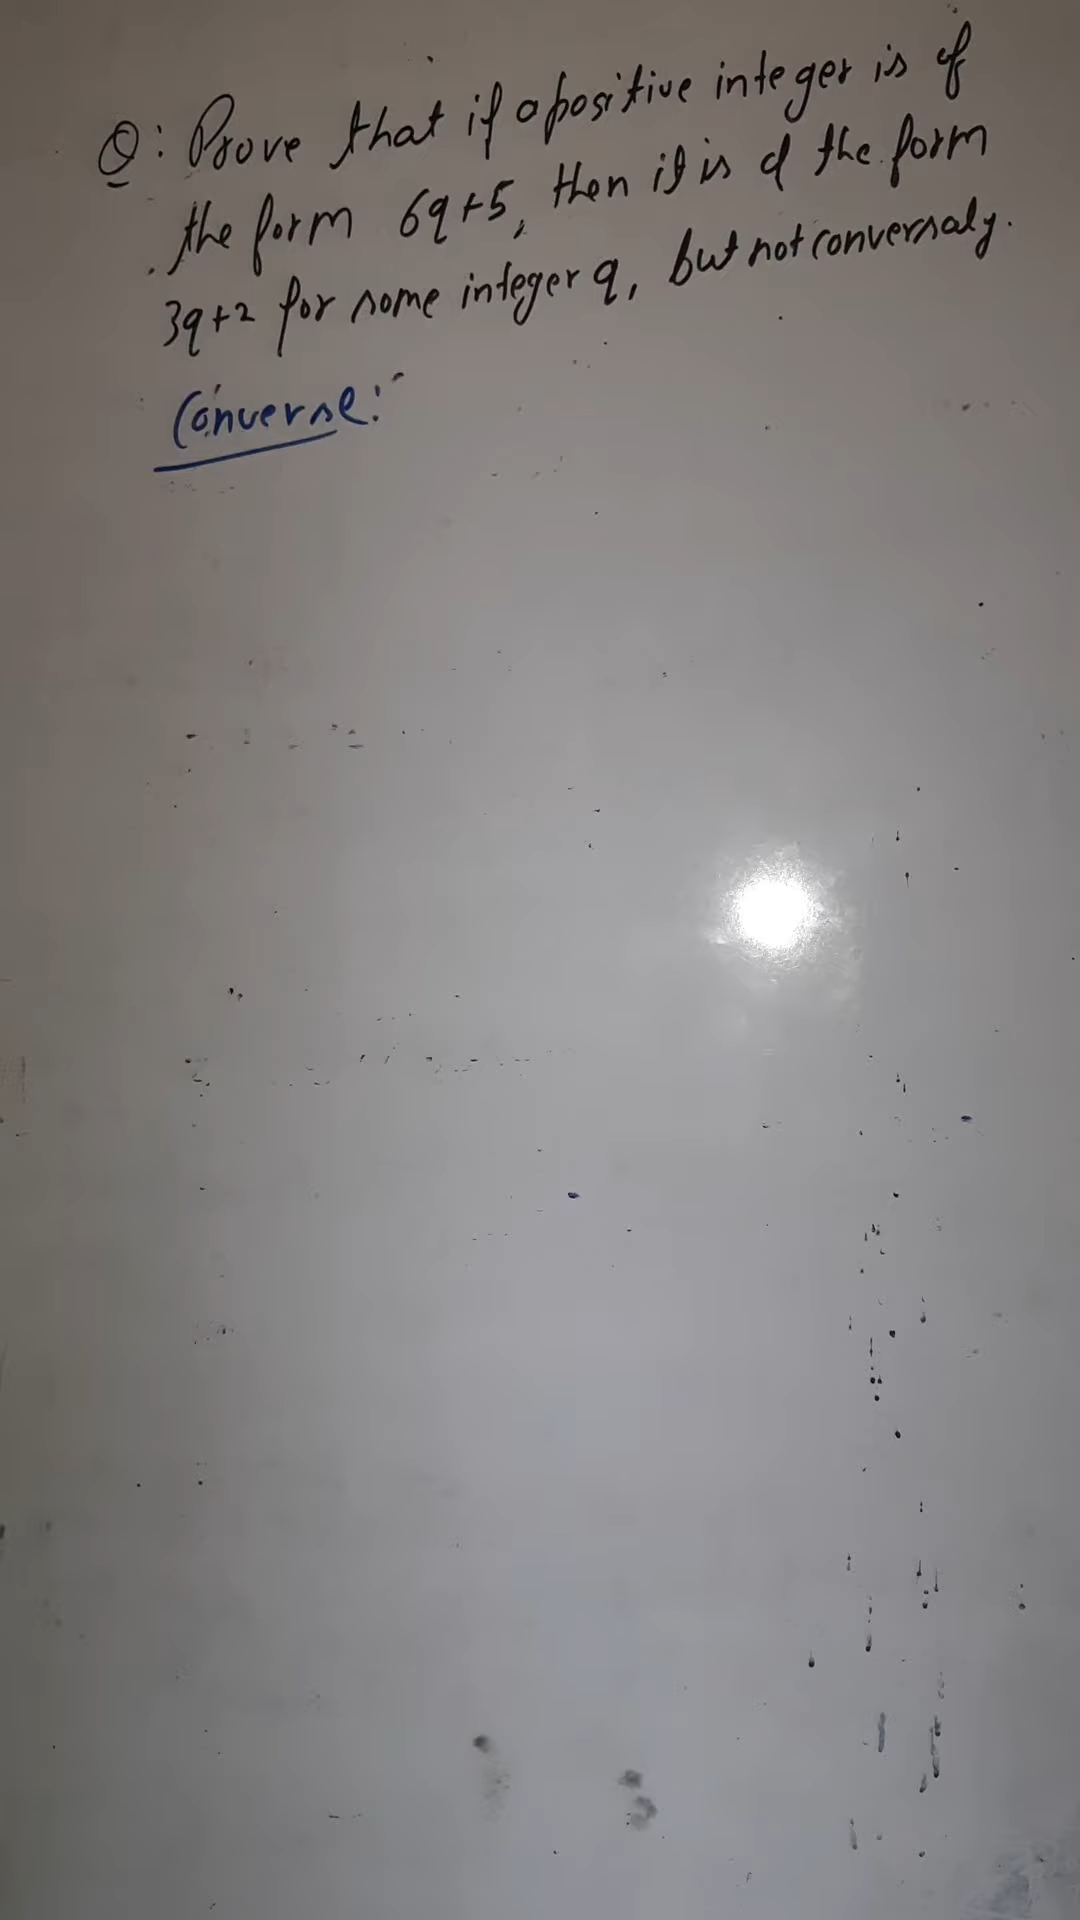 Q: Prove that if a positive integer is of
the form 6q+5, then it is of the form
3q+2 for some integer q, but not conversaly.
Converse: